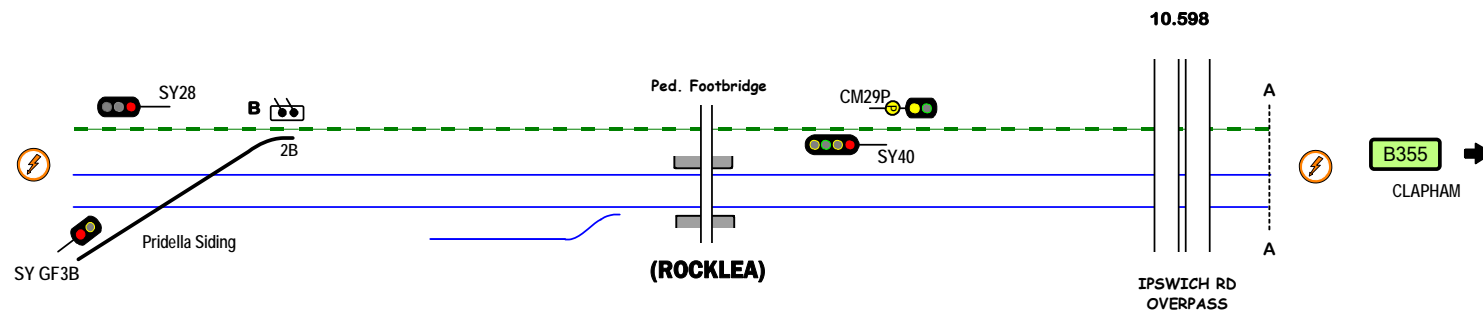 10.598
SY28
B
Ped. Footbridge
CM29P
P
A
2B
SY40
B355
CLAPHAM
Pridella Siding
SY GF3B
(ROCKLEA)
A
IPSWICH RD
OVERPASS